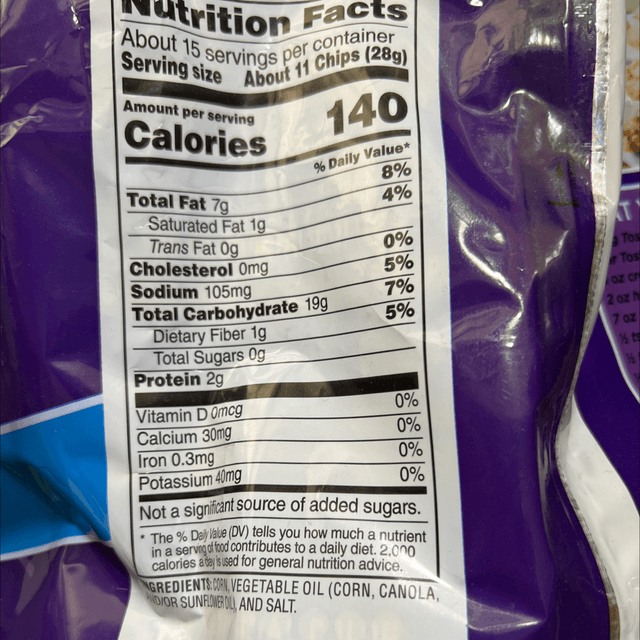 Nutrition Facts
About 15 servings per container
Serving size About 11 Chips (28g)
Amount per serving
Calories 140
% Daily Value*
Total Fat 7g 8%
Saturated Fat 1g 4%
Trans Fat 0g
Cholesterol 0mg 0%
Sodium 105mg 5%
Total Carbohydrate 19g 7%
Dietary Fiber 1g 5%
Total Sugars 0g
Protein 2g
Vitamin D 0mcg 0%
Calcium 30mg 0%
Iron 0.3mg 0%
Potassium 40mg 0%
Not a significant source of added sugars.
* The % Daily Value (DV) tells you how much a nutrient
in a serving of food contributes to a daily diet. 2,000
calories a day is used for general nutrition advice.
INGREDIENTS: CORN, VEGETABLE OIL (CORN, CANOLA,
AND/OR SUNFLOWER OIL), AND SALT.
2 oz
7 oz